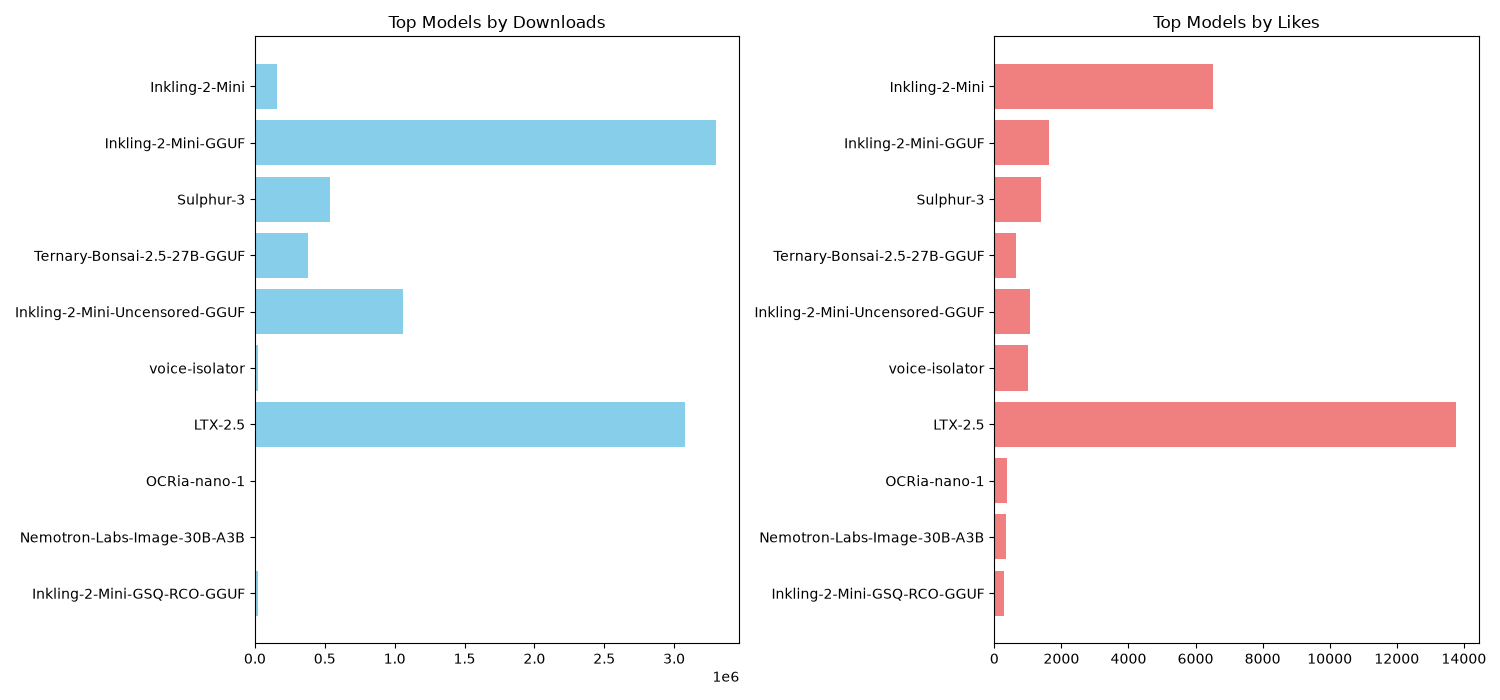 Top Models by Downloads
Inkling-2-Mini
Inkling-2-Mini-GGUF
Sulphur-3
Ternary-Bonsai-2.5-27B-GGUF
Inkling-2-Mini-Uncensored-GGUF
voice-isolator
LTX-2.5
OCRia-nano-1
Nemotron-Labs-Image-30B-A3B
Inkling-2-Mini-GSQ-RCO-GGUF
0.0 0.5 1.0 1.5 2.0 2.5 3.0
1e6
Top Models by Likes
Inkling-2-Mini
Inkling-2-Mini-GGUF
Sulphur-3
Ternary-Bonsai-2.5-27B-GGUF
Inkling-2-Mini-Uncensored-GGUF
voice-isolator
LTX-2.5
OCRia-nano-1
Nemotron-Labs-Image-30B-A3B
Inkling-2-Mini-GSQ-RCO-GGUF
0 2000 4000 6000 8000 10000 12000 14000